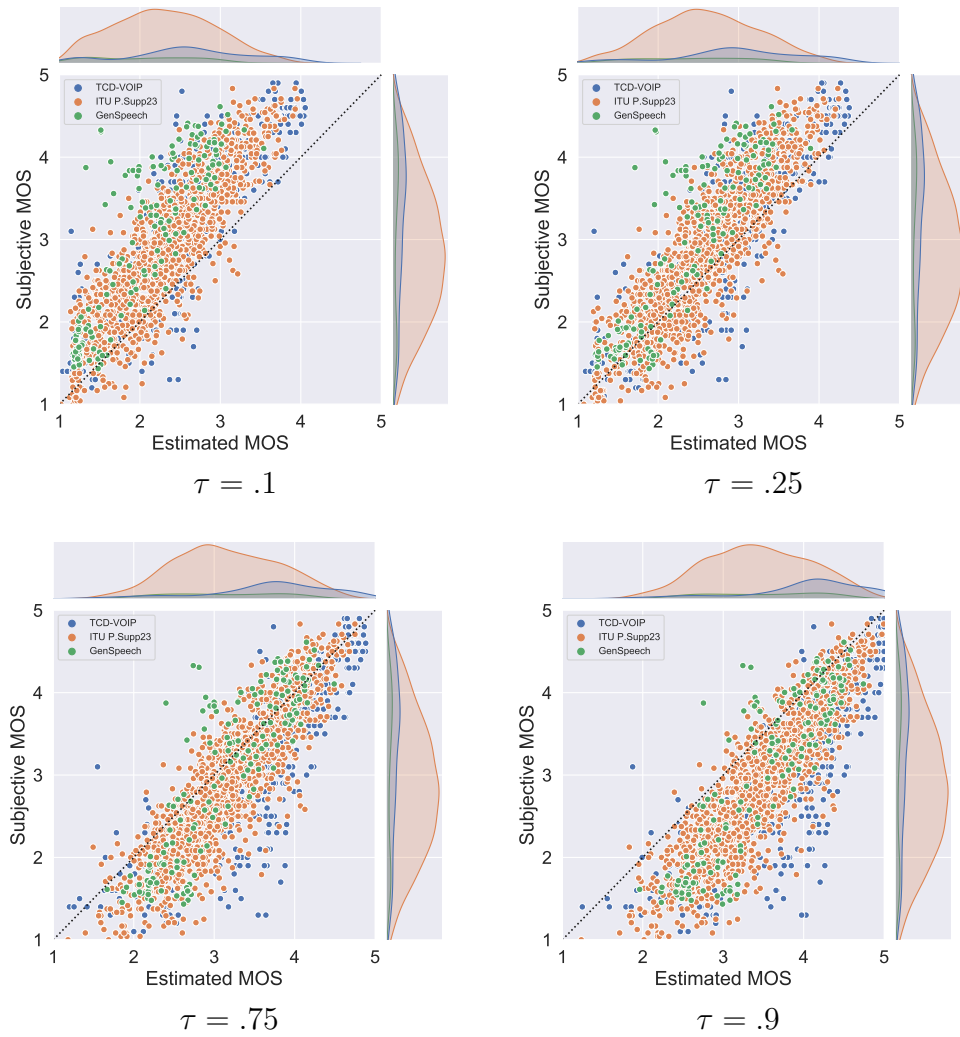 5
4
3
2
1
Subjective MOS
TCD-VOIP
ITU P.Supp23
GenSpeech
1 2 3 4 5
Estimated MOS
τ = .1
5
4
3
2
1
Subjective MOS
TCD-VOIP
ITU P.Supp23
GenSpeech
1 2 3 4 5
Estimated MOS
τ = .25
5
4
3
2
1
Subjective MOS
TCD-VOIP
ITU P.Supp23
GenSpeech
1 2 3 4 5
Estimated MOS
τ = .75
5
4
3
2
1
Subjective MOS
TCD-VOIP
ITU P.Supp23
GenSpeech
1 2 3 4 5
Estimated MOS
τ = .9